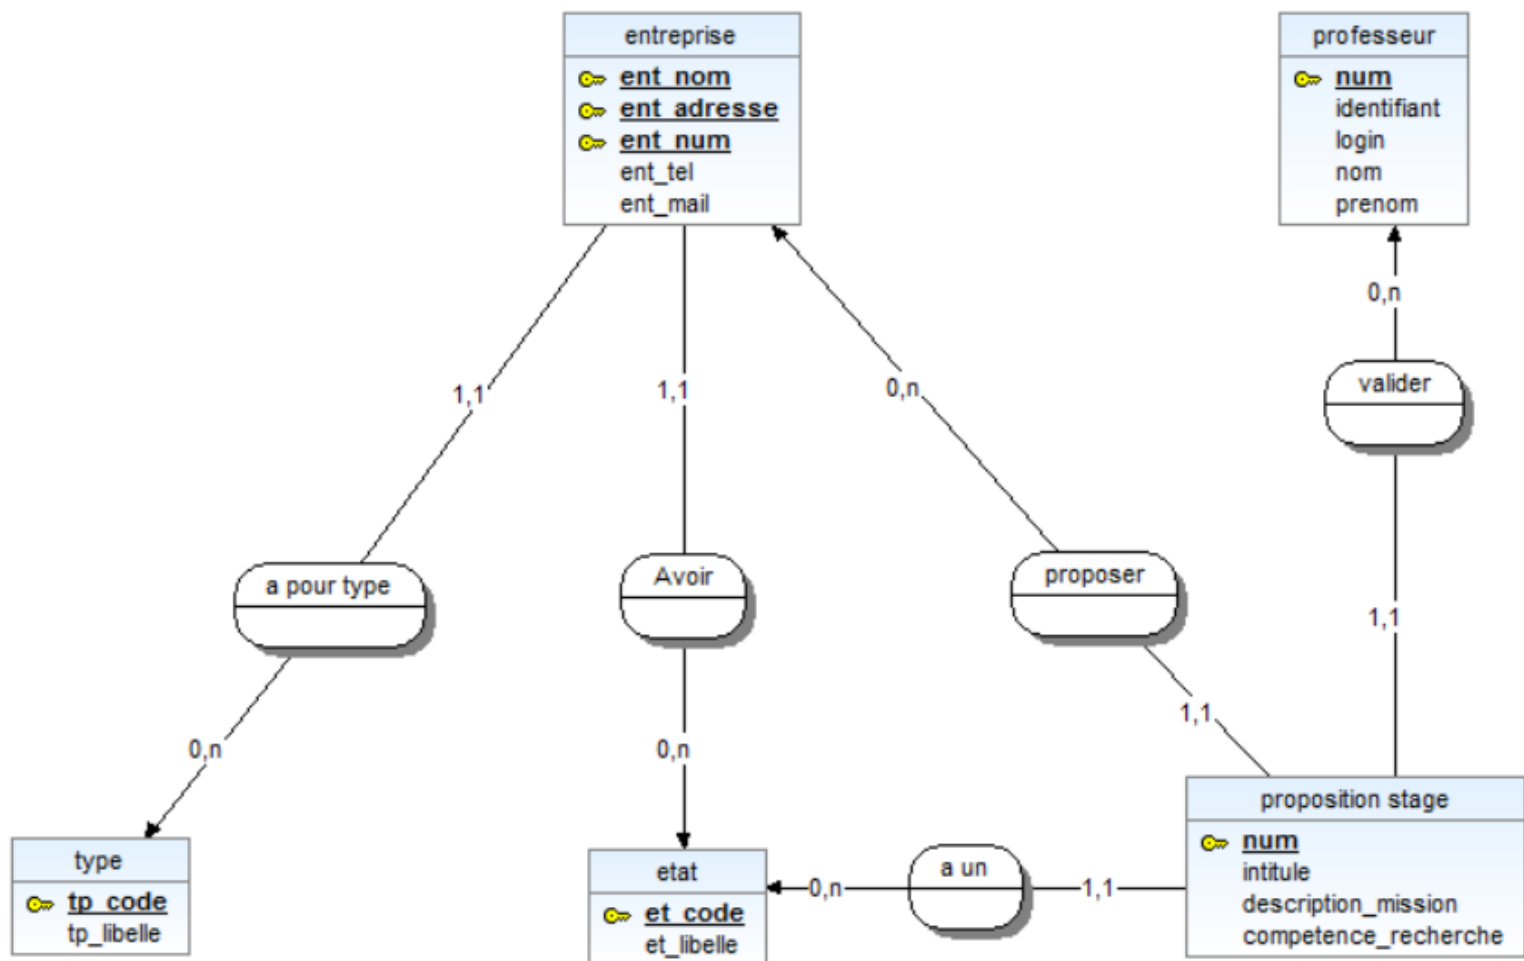 entreprise
ent_nom
ent_adresse
ent_num
ent_tel
ent_mail
professeur
num
identifiant
login
nom
prenom
0,n
valider
1,1
1,1
0,n
a pour type
Avoir
proposer
1,1
0,n
0,n
1,1
type
tp_code
tp_libelle
etat
et_code
et_libelle
0,n
a un
1,1
proposition stage
num
intitule
description_mission
competence_recherche